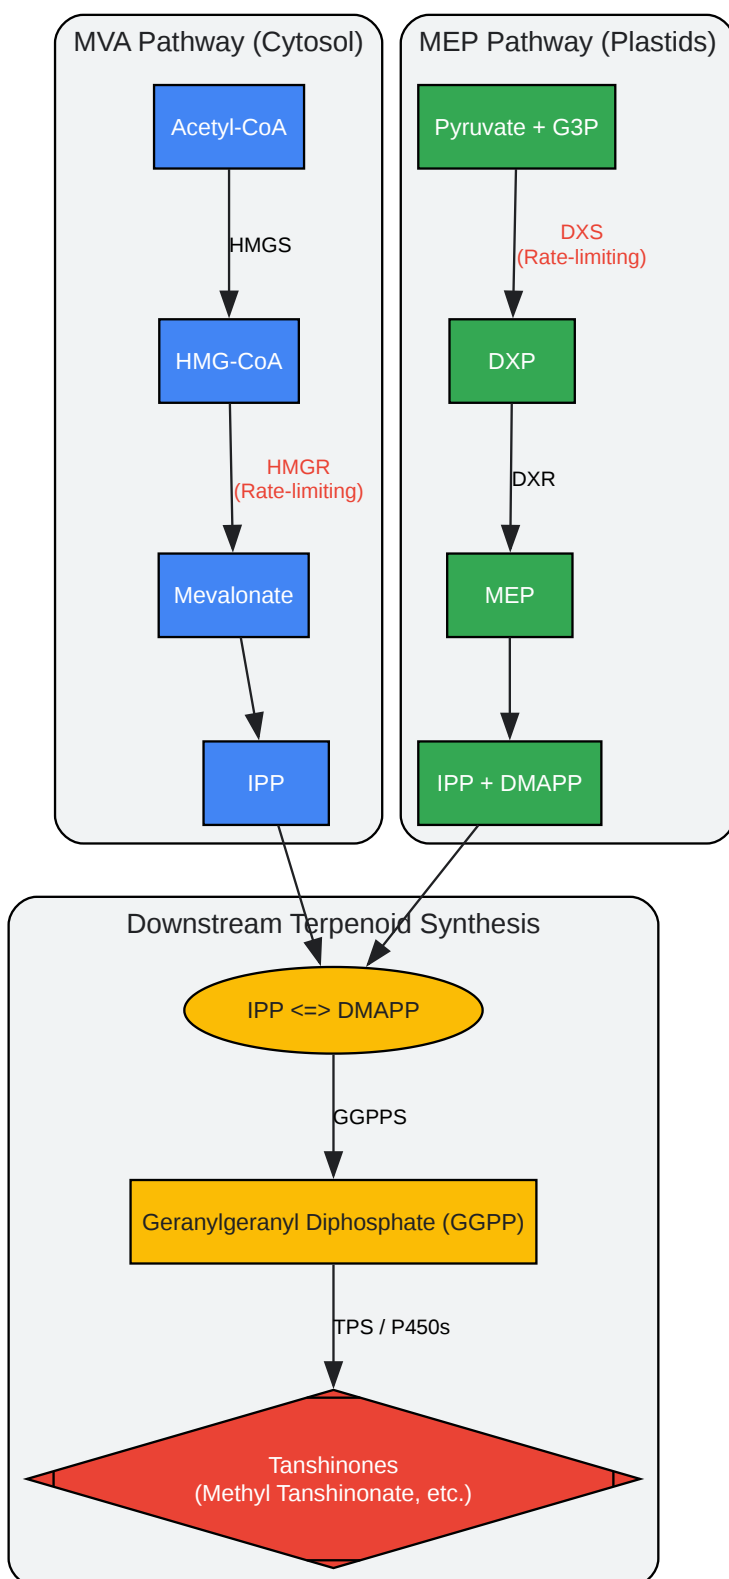 MVA Pathway (Cytosol)
Acetyl-CoA
HMGS
HMG-CoA
HMGR
(Rate-limiting)
Mevalonate
IPP
MEP Pathway (Plastids)
Pyruvate + G3P
DXS
(Rate-limiting)
DXP
DXR
MEP
IPP + DMAPP
Downstream Terpenoid Synthesis
IPP <=> DMAPP
GGPPS
Geranylgeranyl Diphosphate (GGPP)
TPS / P450s
Tanshinones
(Methyl Tanshinonate, etc.)